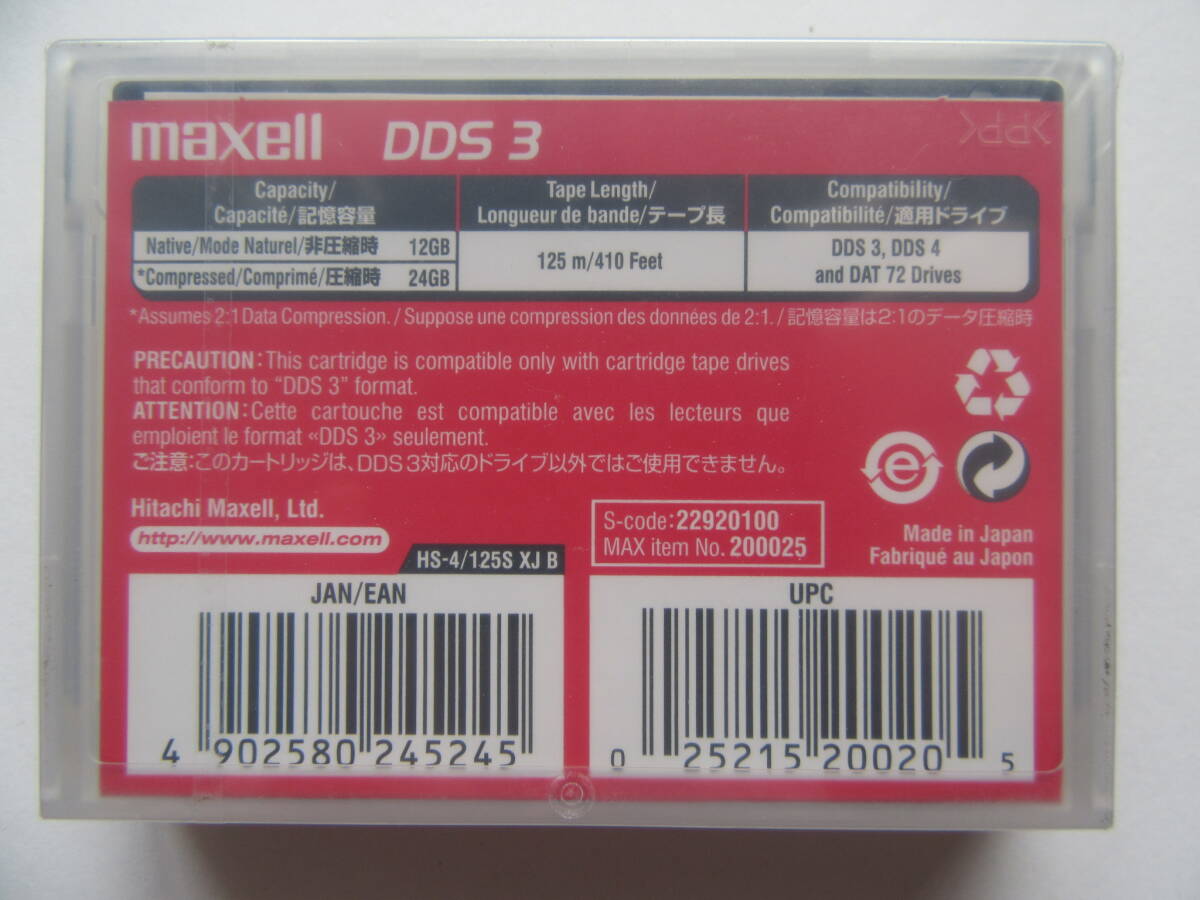 maxell DDS 3
>PP<
Capacity/
Capacité/記憶容量
Tape Length/
Longueur de bande/テープ長
Compatibility/
Compatibilité/適用ドライブ
Native/Mode Naturel/非圧縮時 12GB
*Compressed/Comprimé/圧縮時 24GB
125 m/410 Feet
DDS 3, DDS 4
and DAT 72 Drives
*Assumes 2:1 Data Compression. / Suppose une compression des données de 2:1. / 記憶容量は2:1のデータ圧縮時
PRECAUTION: This cartridge is compatible only with cartridge tape drives
that conform to “DDS 3” format.
ATTENTION: Cette cartouche est compatible avec les lecteurs que
emploient le format «DDS 3» seulement.
ご注意:このカートリッジは、DDS 3対応のドライブ以外ではご使用できません。
Hitachi Maxell, Ltd.
http://www.maxell.com
HS-4/125S XJ B
S-code: 22920100
MAX item No. 200025
e
Made in Japan
Fabriqué au Japon
JAN/EAN
4 902580 245245
UPC
0 25215 20020 5